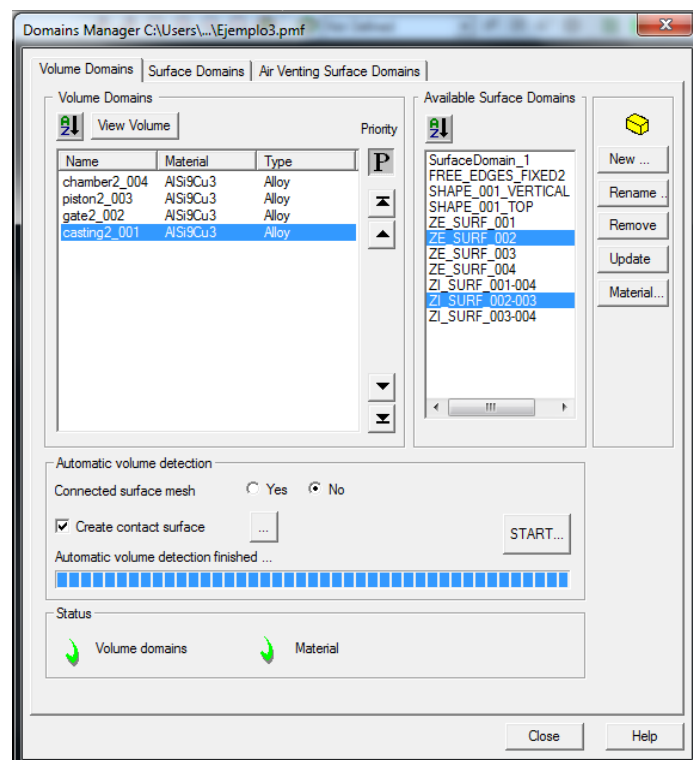 Domains Manager C:\Users\...\Ejemplo3.pmf
Volume Domains Surface Domains Air Venting Surface Domains
Volume Domains
View Volume
Priority
P
Name Material Type
chamber2_004 AlSi9Cu3 Alloy
piston2_003 AlSi9Cu3 Alloy
gate2_002 AlSi9Cu3 Alloy
casting2_001 AlSi9Cu3 Alloy
Available Surface Domains
SurfaceDomain_1
FREE_EDGES_FIXED2
SHAPE_001_VERTICAL
SHAPE_001_TOP
ZE_SURF_001
ZE_SURF_002
ZE_SURF_003
ZE_SURF_004
ZI_SURF_001-004
ZI_SURF_002-003
ZI_SURF_003-004
New ...
Rename ..
Remove
Update
Material...
Automatic volume detection
Connected surface mesh Yes No
Create contact surface ... START...
Automatic volume detection finished ...
Status
Volume domains Material
Close Help